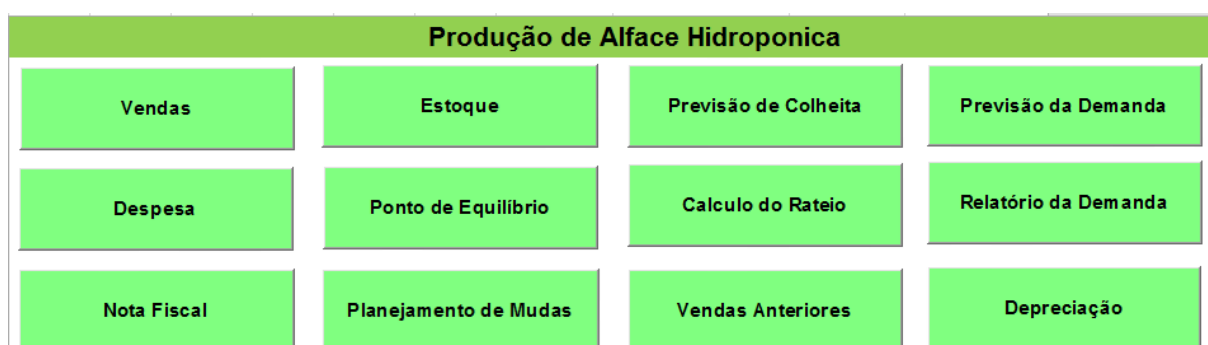 Produção de Alface Hidroponica
Vendas
Estoque
Previsão de Colheita
Previsão da Demanda
Despesa
Ponto de Equilíbrio
Calculo do Rateio
Relatório da Demanda
Nota Fiscal
Planejamento de Mudas
Vendas Anteriores
Depreciação